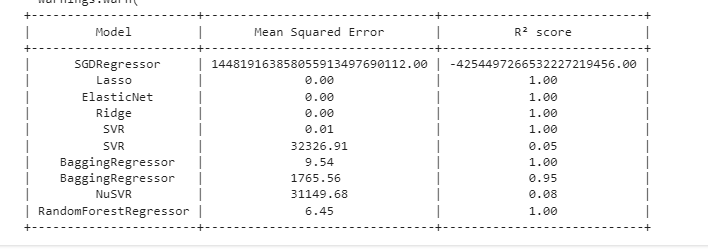 warnings.warn(
+-----------------------+-------------------------------+---------------------------+
| Model | Mean Squared Error | R² score |
+-----------------------+-------------------------------+---------------------------+
| SGDRegressor | 144819163858055913497690112.00 | -4254497266532227219456.00 |
| Lasso | 0.00 | 1.00 |
| ElasticNet | 0.00 | 1.00 |
| Ridge | 0.00 | 1.00 |
| SVR | 0.01 | 1.00 |
| SVR | 32326.91 | 0.05 |
| BaggingRegressor | 9.54 | 1.00 |
| BaggingRegressor | 1765.56 | 0.95 |
| NuSVR | 31149.68 | 0.08 |
| RandomForestRegressor | 6.45 | 1.00 |
+-----------------------+-------------------------------+---------------------------+